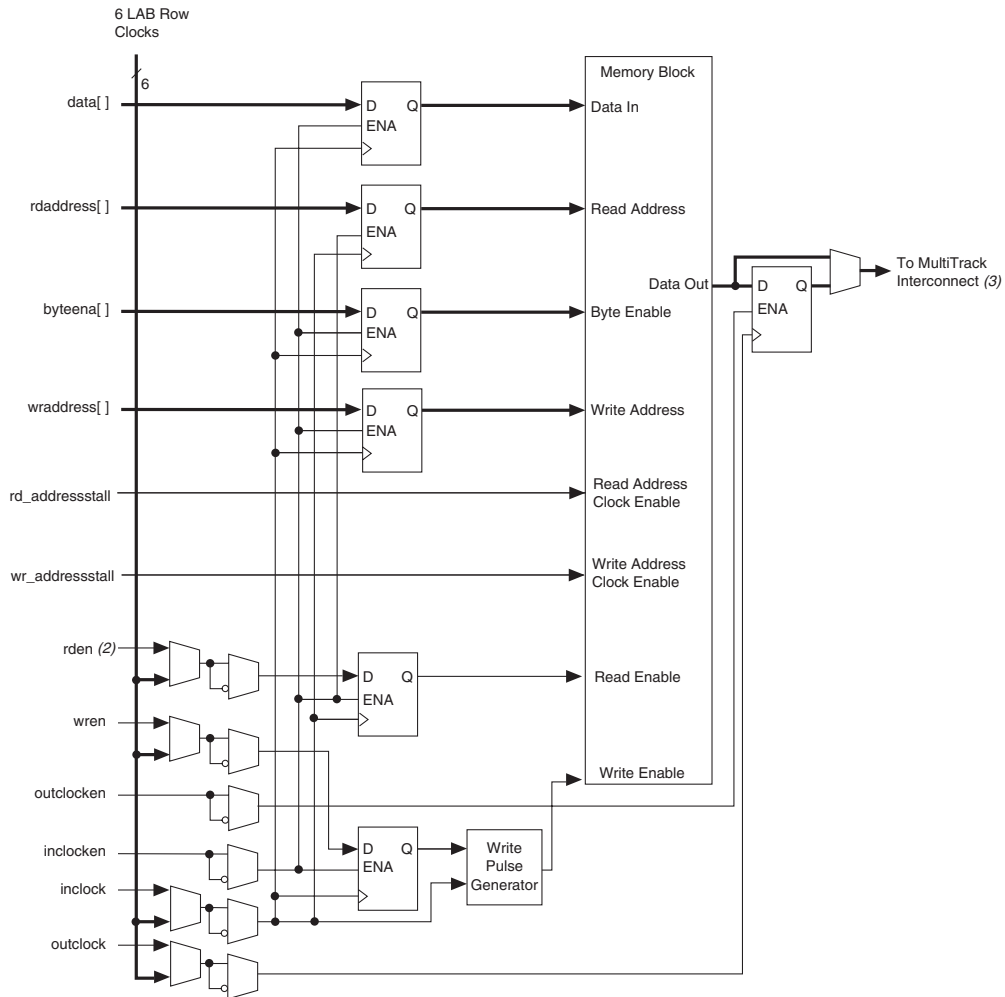 6 LAB Row
Clocks
6
data[ ]
D Q
ENA
Memory Block
Data In
rdaddress[ ]
D Q
ENA
Read Address
Data Out
D Q
ENA
To MultiTrack
Interconnect (3)
byteena[ ]
D Q
ENA
Byte Enable
wraddress[ ]
D Q
ENA
Write Address
rd_addressstall
Read Address
Clock Enable
wr_addressstall
Write Address
Clock Enable
rden (2)
D Q
ENA
Read Enable
wren
Write Enable
outclocken
inclocken
D Q
ENA
Write
Pulse
Generator
inclock
outclock